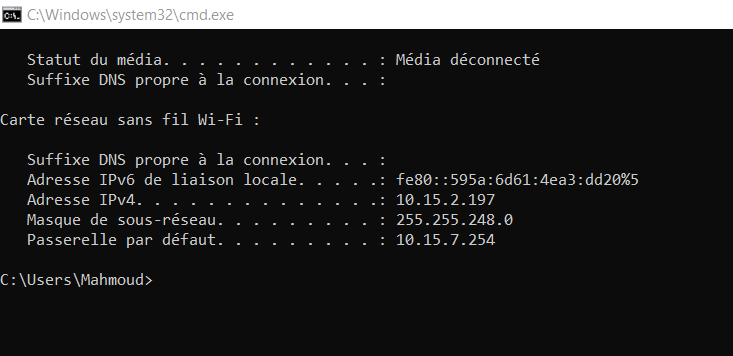 C:\Windows\system32\cmd.exe
Statut du média. . . . . . . . . . . . : Média déconnecté
Suffixe DNS propre à la connexion. . . :
Carte réseau sans fil Wi-Fi :
Suffixe DNS propre à la connexion. . . :
Adresse IPv6 de liaison locale. . . . .: fe80::595a:6d61:4ea3:dd20%5
Adresse IPv4. . . . . . . . . . . . . .: 10.15.2.197
Masque de sous-réseau. . . . . . . . . : 255.255.248.0
Passerelle par défaut. . . . . . . . . : 10.15.7.254
C:\Users\Mahmoud>